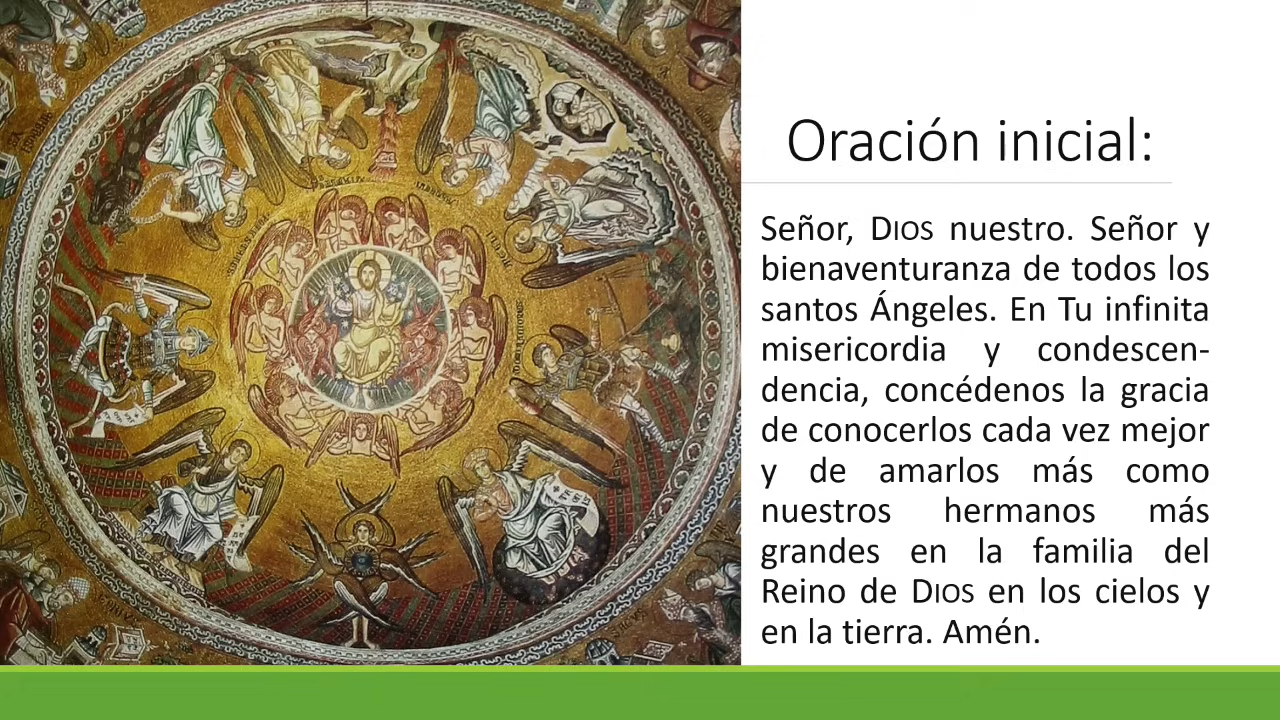 Oración inicial:
Señor, DIOS nuestro. Señor y
bienaventuranza de todos los
santos Ángeles. En Tu infinita
misericordia y condescen-
dencia, concédenos la gracia
de conocerlos cada vez mejor
y de amarlos más como
nuestros hermanos más
grandes en la familia del
Reino de DIOS en los cielos y
en la tierra. Amén.